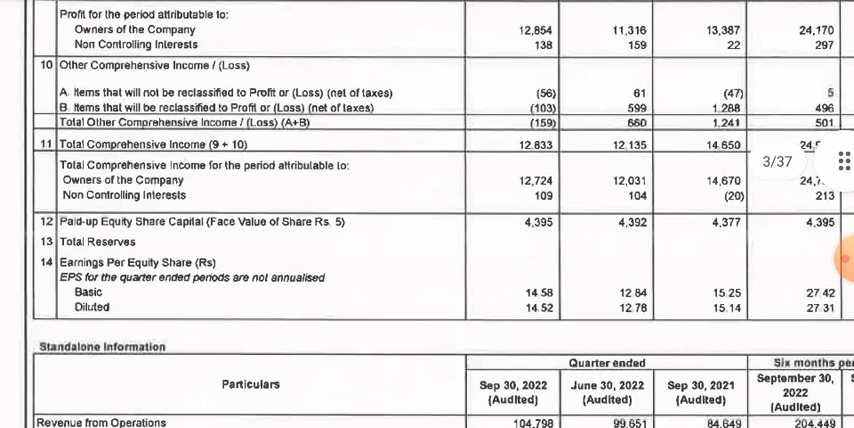 Profit for the period attributable to:
Owners of the Company 12,854 11,316 13,387 24,170
Non Controlling Interests 138 159 22 297
10 Other Comprehensive Income / (Loss)
A. Items that will not be reclassified to Profit or (Loss) (net of taxes) (56) 61 (47) 5
B. Items that will be reclassified to Profit or (Loss) (net of taxes) (103) 599 1,288 496
Total Other Comprehensive Income / (Loss) (A+B) (159) 660 1,241 501
11 Total Comprehensive Income (9 + 10) 12,833 12,135 14,650
3/37
Total Comprehensive Income for the period attributable to:
Owners of the Company 12,724 12,031 14,670
Non Controlling Interests 109 104 (20) 213
12 Paid-up Equity Share Capital (Face Value of Share Rs. 5) 4,395 4,392 4,377 4,395
13 Total Reserves
14 Earnings Per Equity Share (Rs)
EPS for the quarter ended periods are not annualised
Basic 14.58 12.84 15.25 27.42
Diluted 14.52 12.78 15.14 27.31
Standalone Information
Quarter ended Six months
Particulars Sep 30, 2022 (Audited) June 30, 2022 (Audited) Sep 30, 2021 (Audited) September 30, 2022 (Audited)
Revenue from Operations 104,798 99,651 84,649 204,449